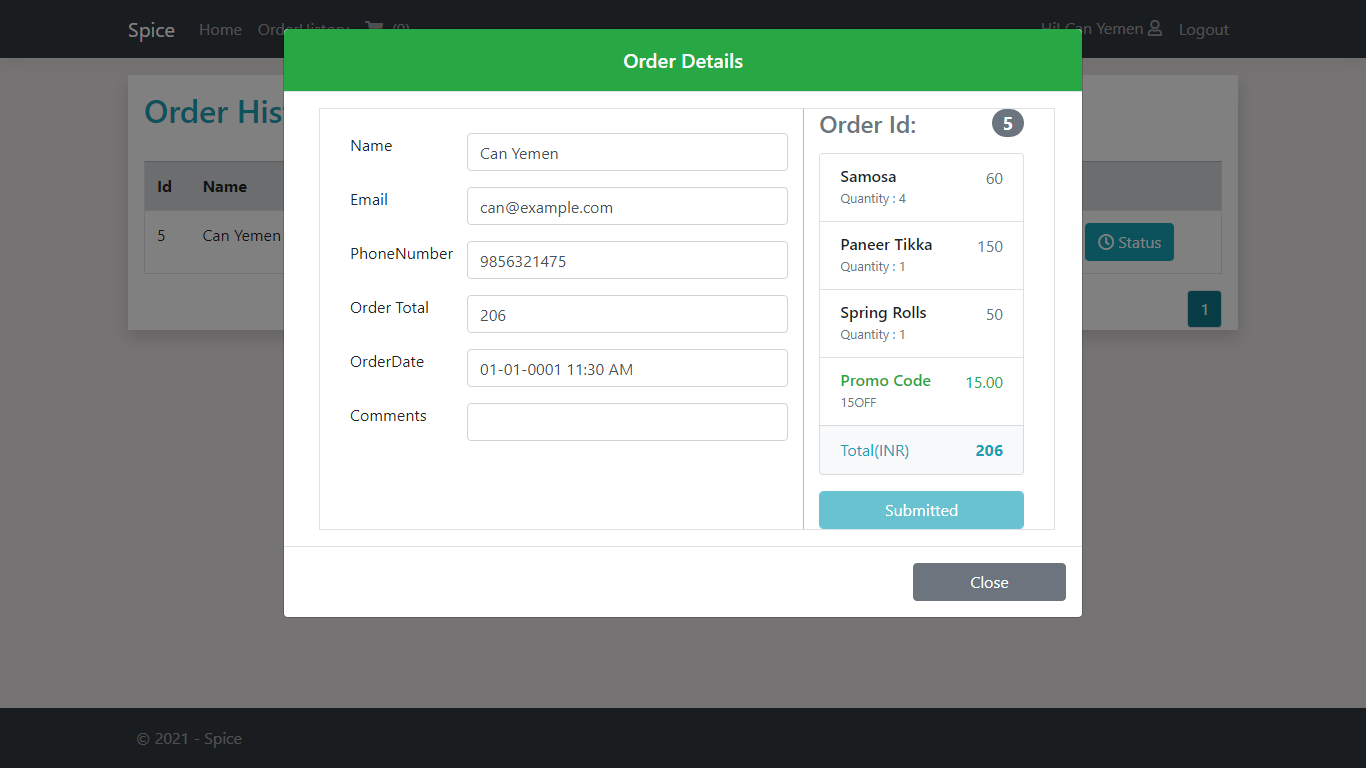 Spice Home OrderHistory (0) Hi! Can Yemen Logout
Order Details
Order His
Id Name
5 Can Yemen
Status
1
Name Can Yemen
Email can@example.com
PhoneNumber 9856321475
Order Total 206
OrderDate 01-01-0001 11:30 AM
Comments
Order Id: 5
Samosa 60
Quantity : 4
Paneer Tikka 150
Quantity : 1
Spring Rolls 50
Quantity : 1
Promo Code 15.00
15OFF
Total(INR) 206
Submitted
Close
© 2021 - Spice